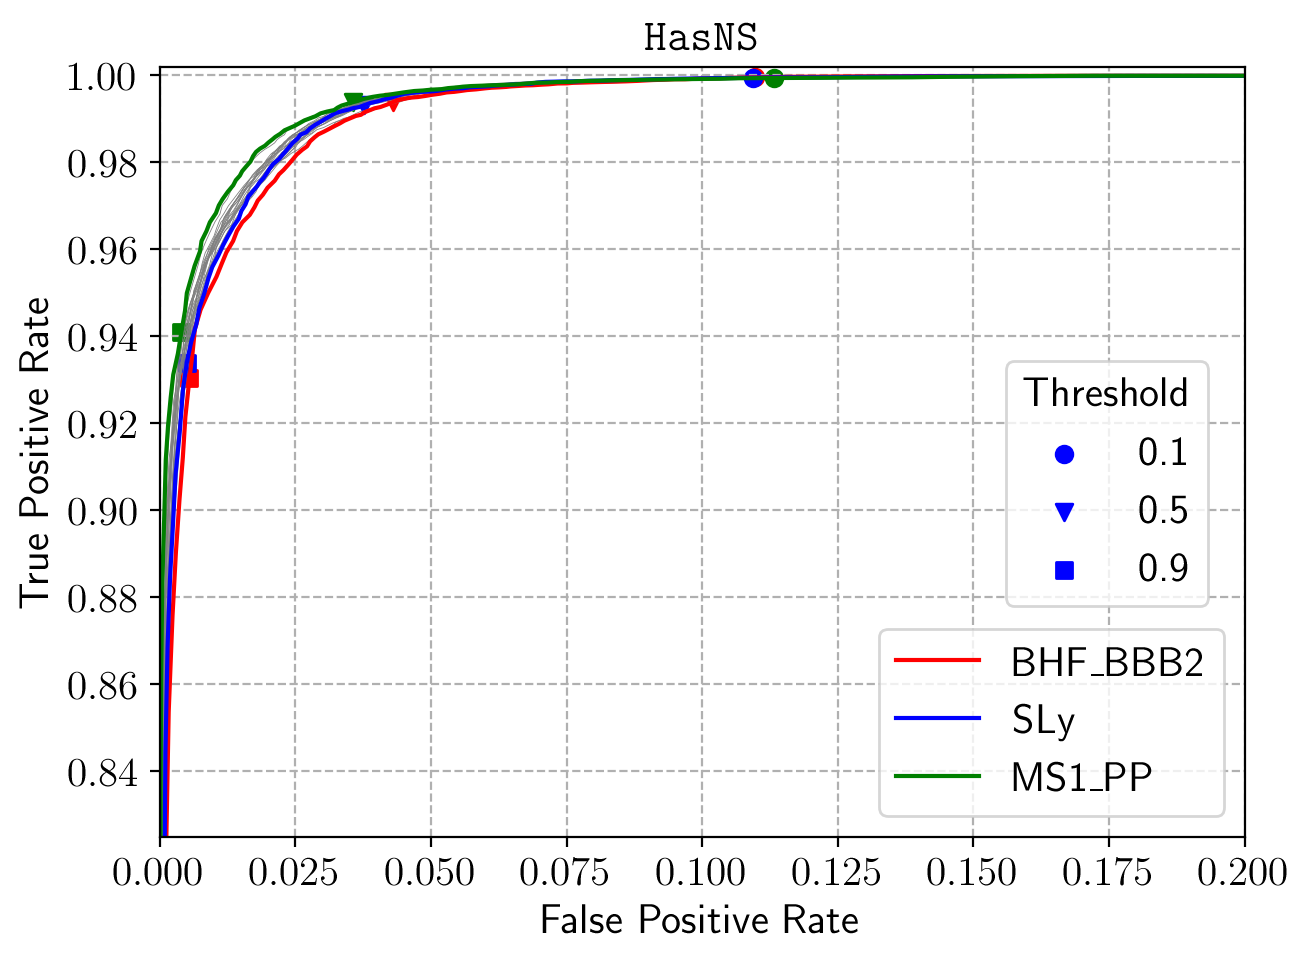 HasNS
1.00
0.98
0.96
0.94
0.92
0.90
0.88
0.86
0.84
True Positive Rate
Threshold
0.1
0.5
0.9
BHF_BBB2
SLy
MS1_PP
0.000 0.025 0.050 0.075 0.100 0.125 0.150 0.175 0.200
False Positive Rate